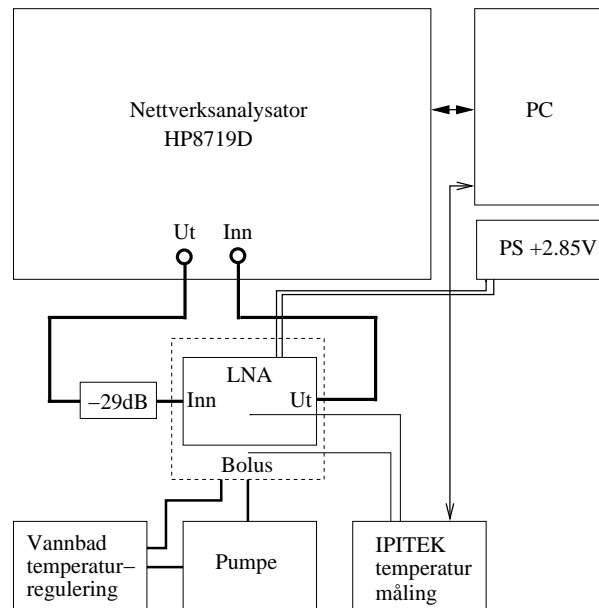 Nettverksanalysator
HP8719D
PC
Ut
Inn
PS +2.85V
LNA
−29dB
Inn
Ut
Bolus
Vannbad
temperatur−
regulering
Pumpe
IPITEK
temperatur
måling